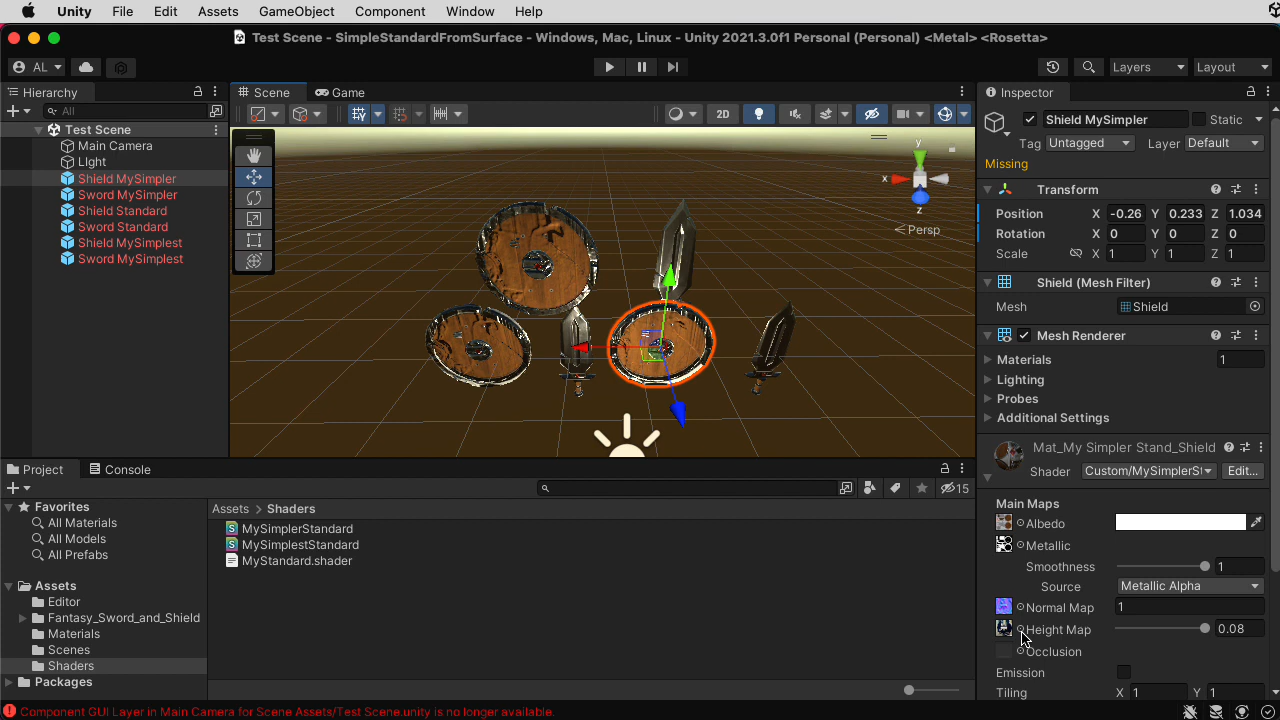 Unity File Edit Assets GameObject Component Window Help
Test Scene - SimpleStandardFromSurface - Windows, Mac, Linux - Unity 2021.3.0f1 Personal (Personal) <Metal> <Rosetta>
AL Layers Layout
Hierarchy
All
Test Scene
Main Camera
LIght
Shield MySimpler
Sword MySimpler
Shield Standard
Sword Standard
Shield MySimplest
Sword MySimplest
Scene Game
2D
y
x
z
Persp
Inspector
Shield MySimpler Static
Tag Untagged Layer Default
Missing
Transform
Position X -0.26 Y 0.233 Z 1.034
Rotation X 0 Y 0 Z 0
Scale X 1 Y 1 Z 1
Shield (Mesh Filter)
Mesh Shield
Mesh Renderer
Materials 1
Lighting
Probes
Additional Settings
Mat_My Simpler Stand_Shield
Shader Custom/MySimplerSt Edit...
Main Maps
Albedo
Metallic
Smoothness 1
Source Metallic Alpha
Normal Map 1
Height Map 0.08
Occlusion
Emission
Tiling X 1 Y 1
Project Console
15
Favorites
All Materials
All Models
All Prefabs
Assets
Editor
Fantasy_Sword_and_Shield
Materials
Scenes
Shaders
Packages
Assets > Shaders
MySimplerStandard
MySimplestStandard
MyStandard.shader
Component GUI Layer in Main Camera for Scene Assets/Test Scene.unity is no longer available.